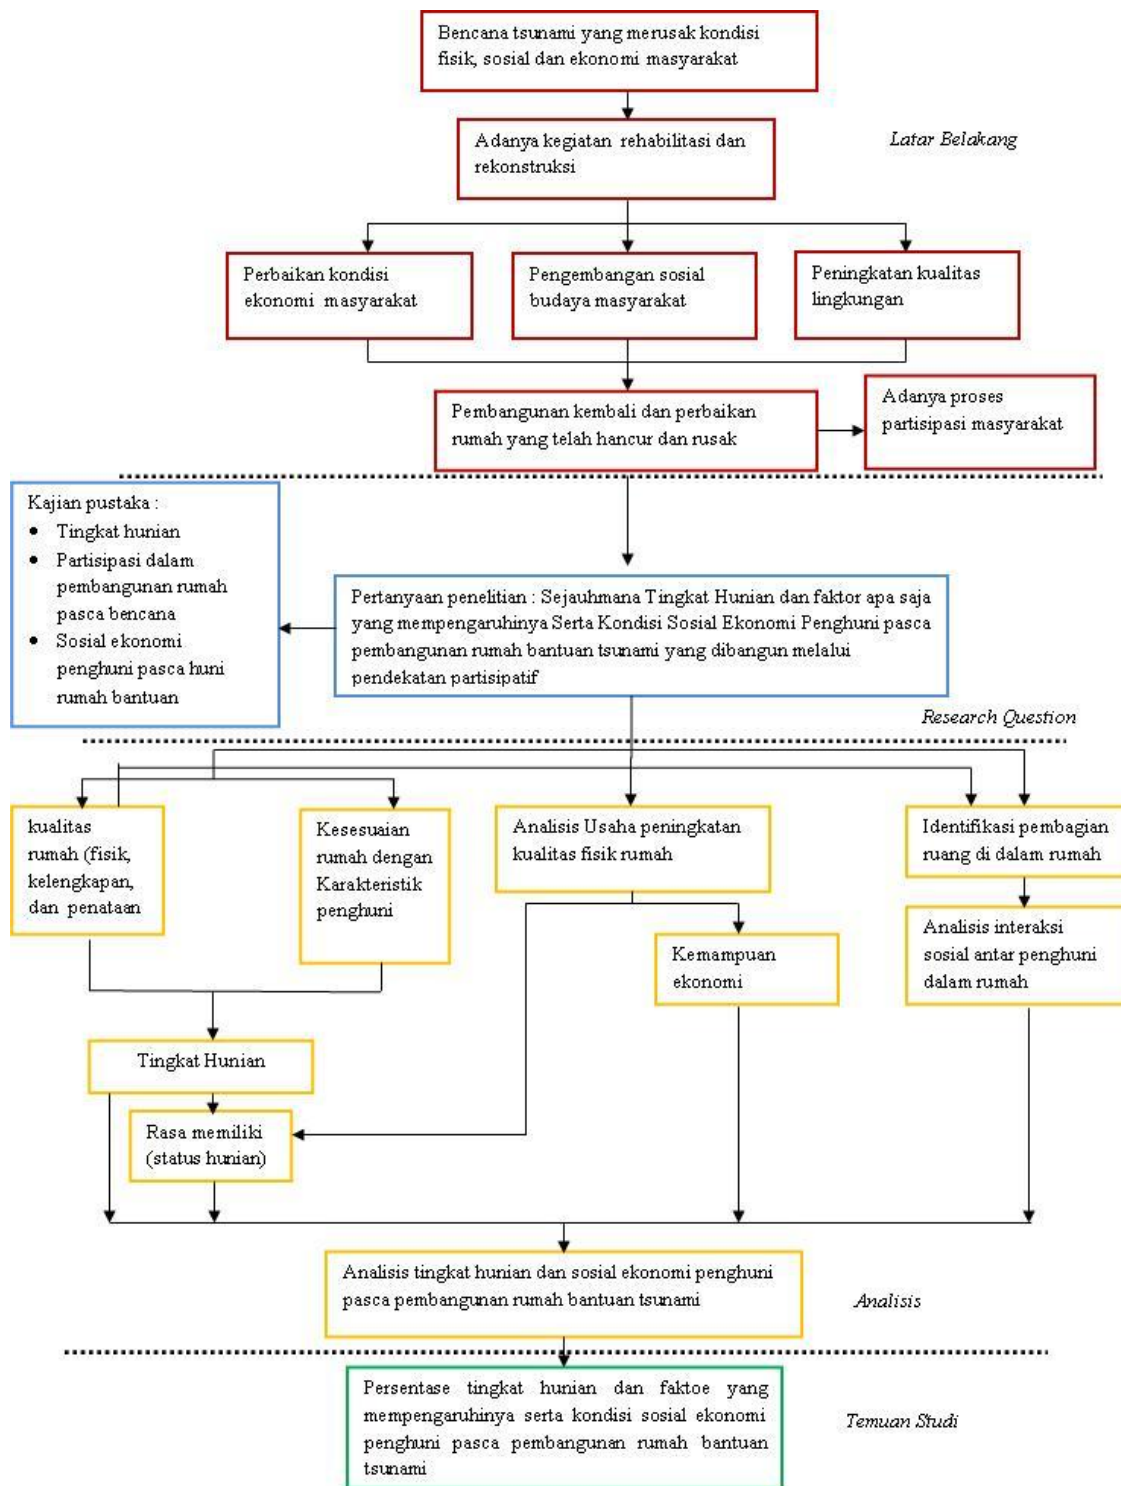 Bencana tsunami yang merusak kondisi
fisik, sosial dan ekonomi masyarakat
Adanya kegiatan rehabilitasi dan
rekonstruksi
Latar Belakang
Perbaikan kondisi
ekonomi masyarakat
Pengembangan sosial
budaya masyarakat
Peningkatan kualitas
lingkungan
Pembangunan kembali dan perbaikan
rumah yang telah hancur dan rusak
Adanya proses
partisipasi masyarakat
Kajian pustaka :
• Tingkat hunian
• Partisipasi dalam
pembangunan rumah
pasca bencana
• Sosial ekonomi
penghuni pasca huni
rumah bantuan
Pertanyaan penelitian : Sejauhmana Tingkat Hunian dan faktor apa saja
yang mempengaruhinya Serta Kondisi Sosial Ekonomi Penghuni pasca
pembangunan rumah bantuan tsunami yang dibangun melalui
pendekatan partisipatif
Research Question
kualitas
rumah (fisik,
kelengkapan,
dan penataan
Kesesuaian
rumah dengan
Karakteristik
penghuni
Analisis Usaha peningkatan
kualitas fisik rumah
Identifikasi pembagian
ruang di dalam rumah
Kemampuan
ekonomi
Analisis interaksi
sosial antar penghuni
dalam rumah
Tingkat Hunian
Rasa memiliki
(status hunian)
Analisis tingkat hunian dan sosial ekonomi penghuni
pasca pembangunan rumah bantuan tsunami
Analisis
Persentase tingkat hunian dan faktoe yang
mempengaruhinya serta kondisi sosial ekonomi
penghuni pasca pembangunan rumah bantuan
tsunami
Temuan Studi